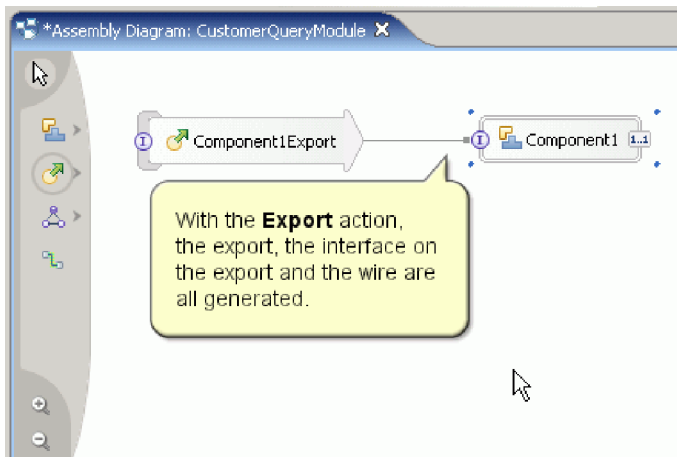 *Assembly Diagram: CustomerQueryModule
I Component1Export
I Component1 1..1
With the Export action,
the export, the interface on
the export and the wire are
all generated.